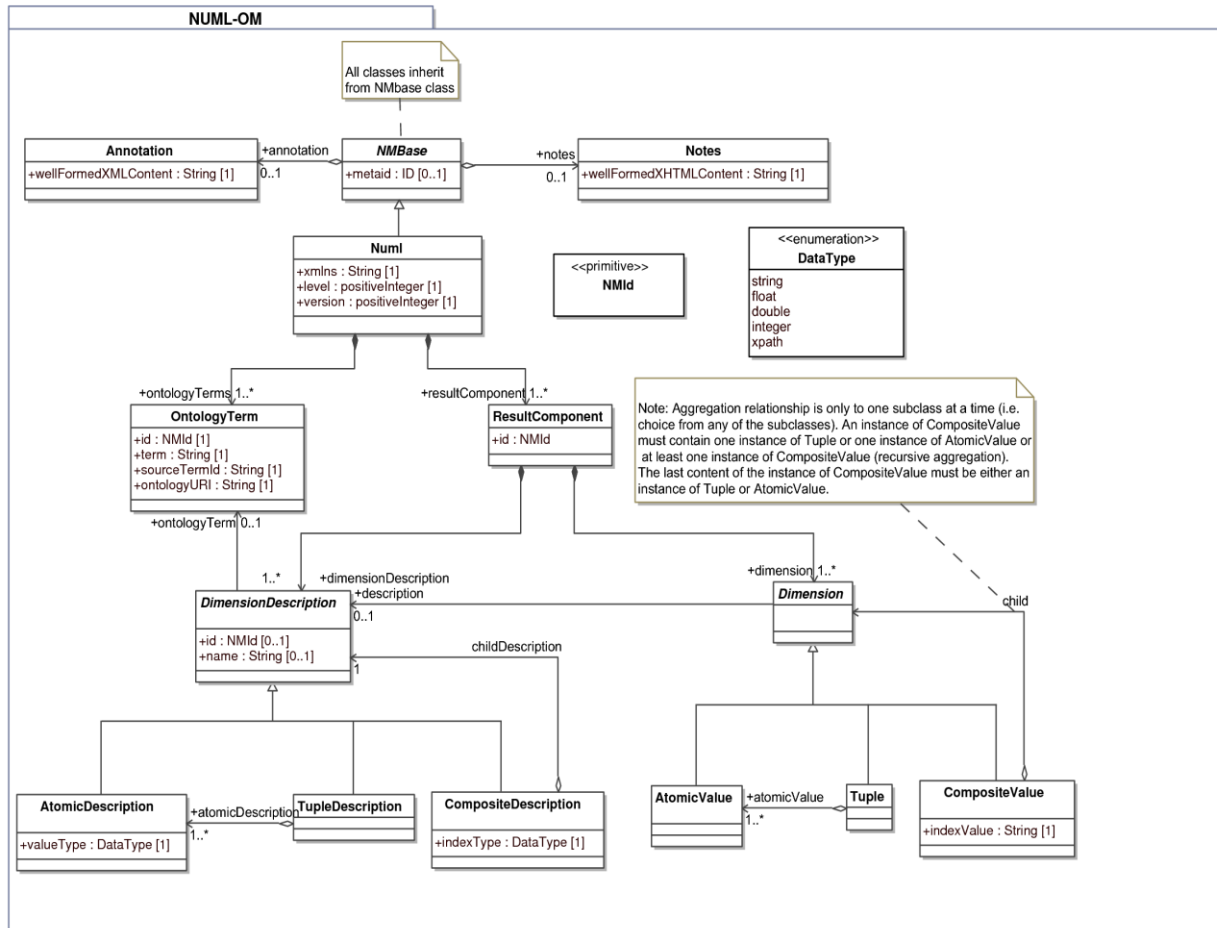 NUML-OM
All classes inherit
from NMbase class
Annotation
+wellFormedXMLContent : String [1]
+annotation
0..1
NMBase
+metaid : ID [0..1]
+notes
0..1
Notes
+wellFormedXHTMLContent : String [1]
Numl
+xmlns : String [1]
+level : positiveInteger [1]
+version : positiveInteger [1]
<<primitive>>
NMId
<<enumeration>>
DataType
string
float
double
integer
xpath
+ontologyTerms 1..*
+resultComponent 1..*
OntologyTerm
+id : NMId [1]
+term : String [1]
+sourceTermId : String [1]
+ontologyURI : String [1]
ResultComponent
+id : NMId
Note: Aggregation relationship is only to one subclass at a time (i.e.
choice from any of the subclasses). An instance of CompositeValue
must contain one instance of Tuple or one instance of AtomicValue or
at least one instance of CompositeValue (recursive aggregation).
The last content of the instance of CompositeValue must be either an
instance of Tuple or AtomicValue.
+ontologyTerm 0..1
1..*
+dimensionDescription
+description
0..1
+dimension 1..*
DimensionDescription
+id : NMId [0..1]
+name : String [0..1]
Dimension
child
childDescription
1
AtomicDescription
+valueType : DataType [1]
+atomicDescription
1..*
TupleDescription
CompositeDescription
+indexType : DataType [1]
AtomicValue
+atomicValue
1..*
Tuple
CompositeValue
+indexValue : String [1]